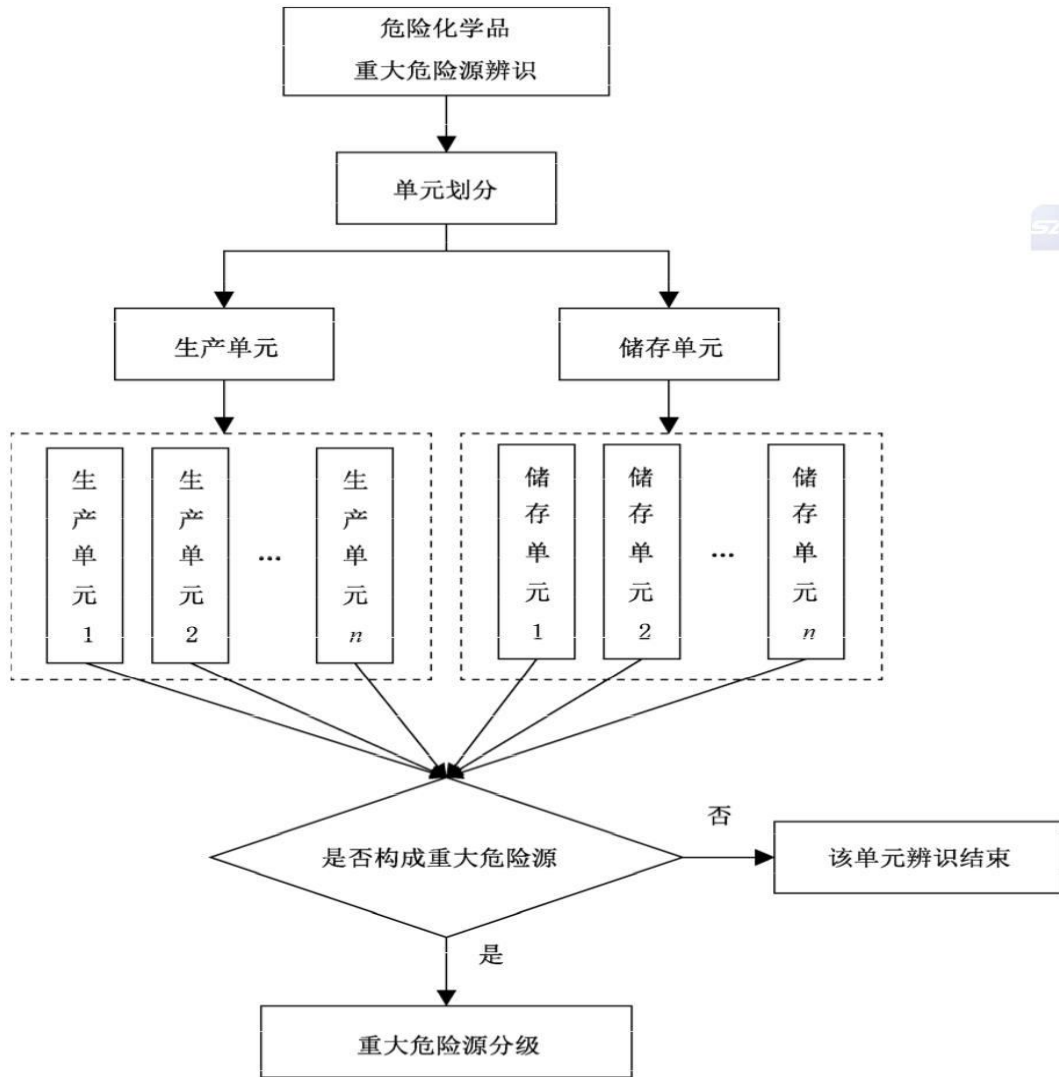 危险化学品
重大危险源辨识
单元划分
生产单元
储存单元
生产单元1
生产单元2
...
生产单元n
储存单元1
储存单元2
...
储存单元n
是否构成重大危险源
否
该单元辨识结束
是
重大危险源分级